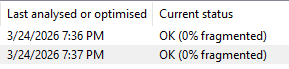 Last analysed or optimised Current status
3/24/2026 7:36 PM OK (0% fragmented)
3/24/2026 7:37 PM OK (0% fragmented)